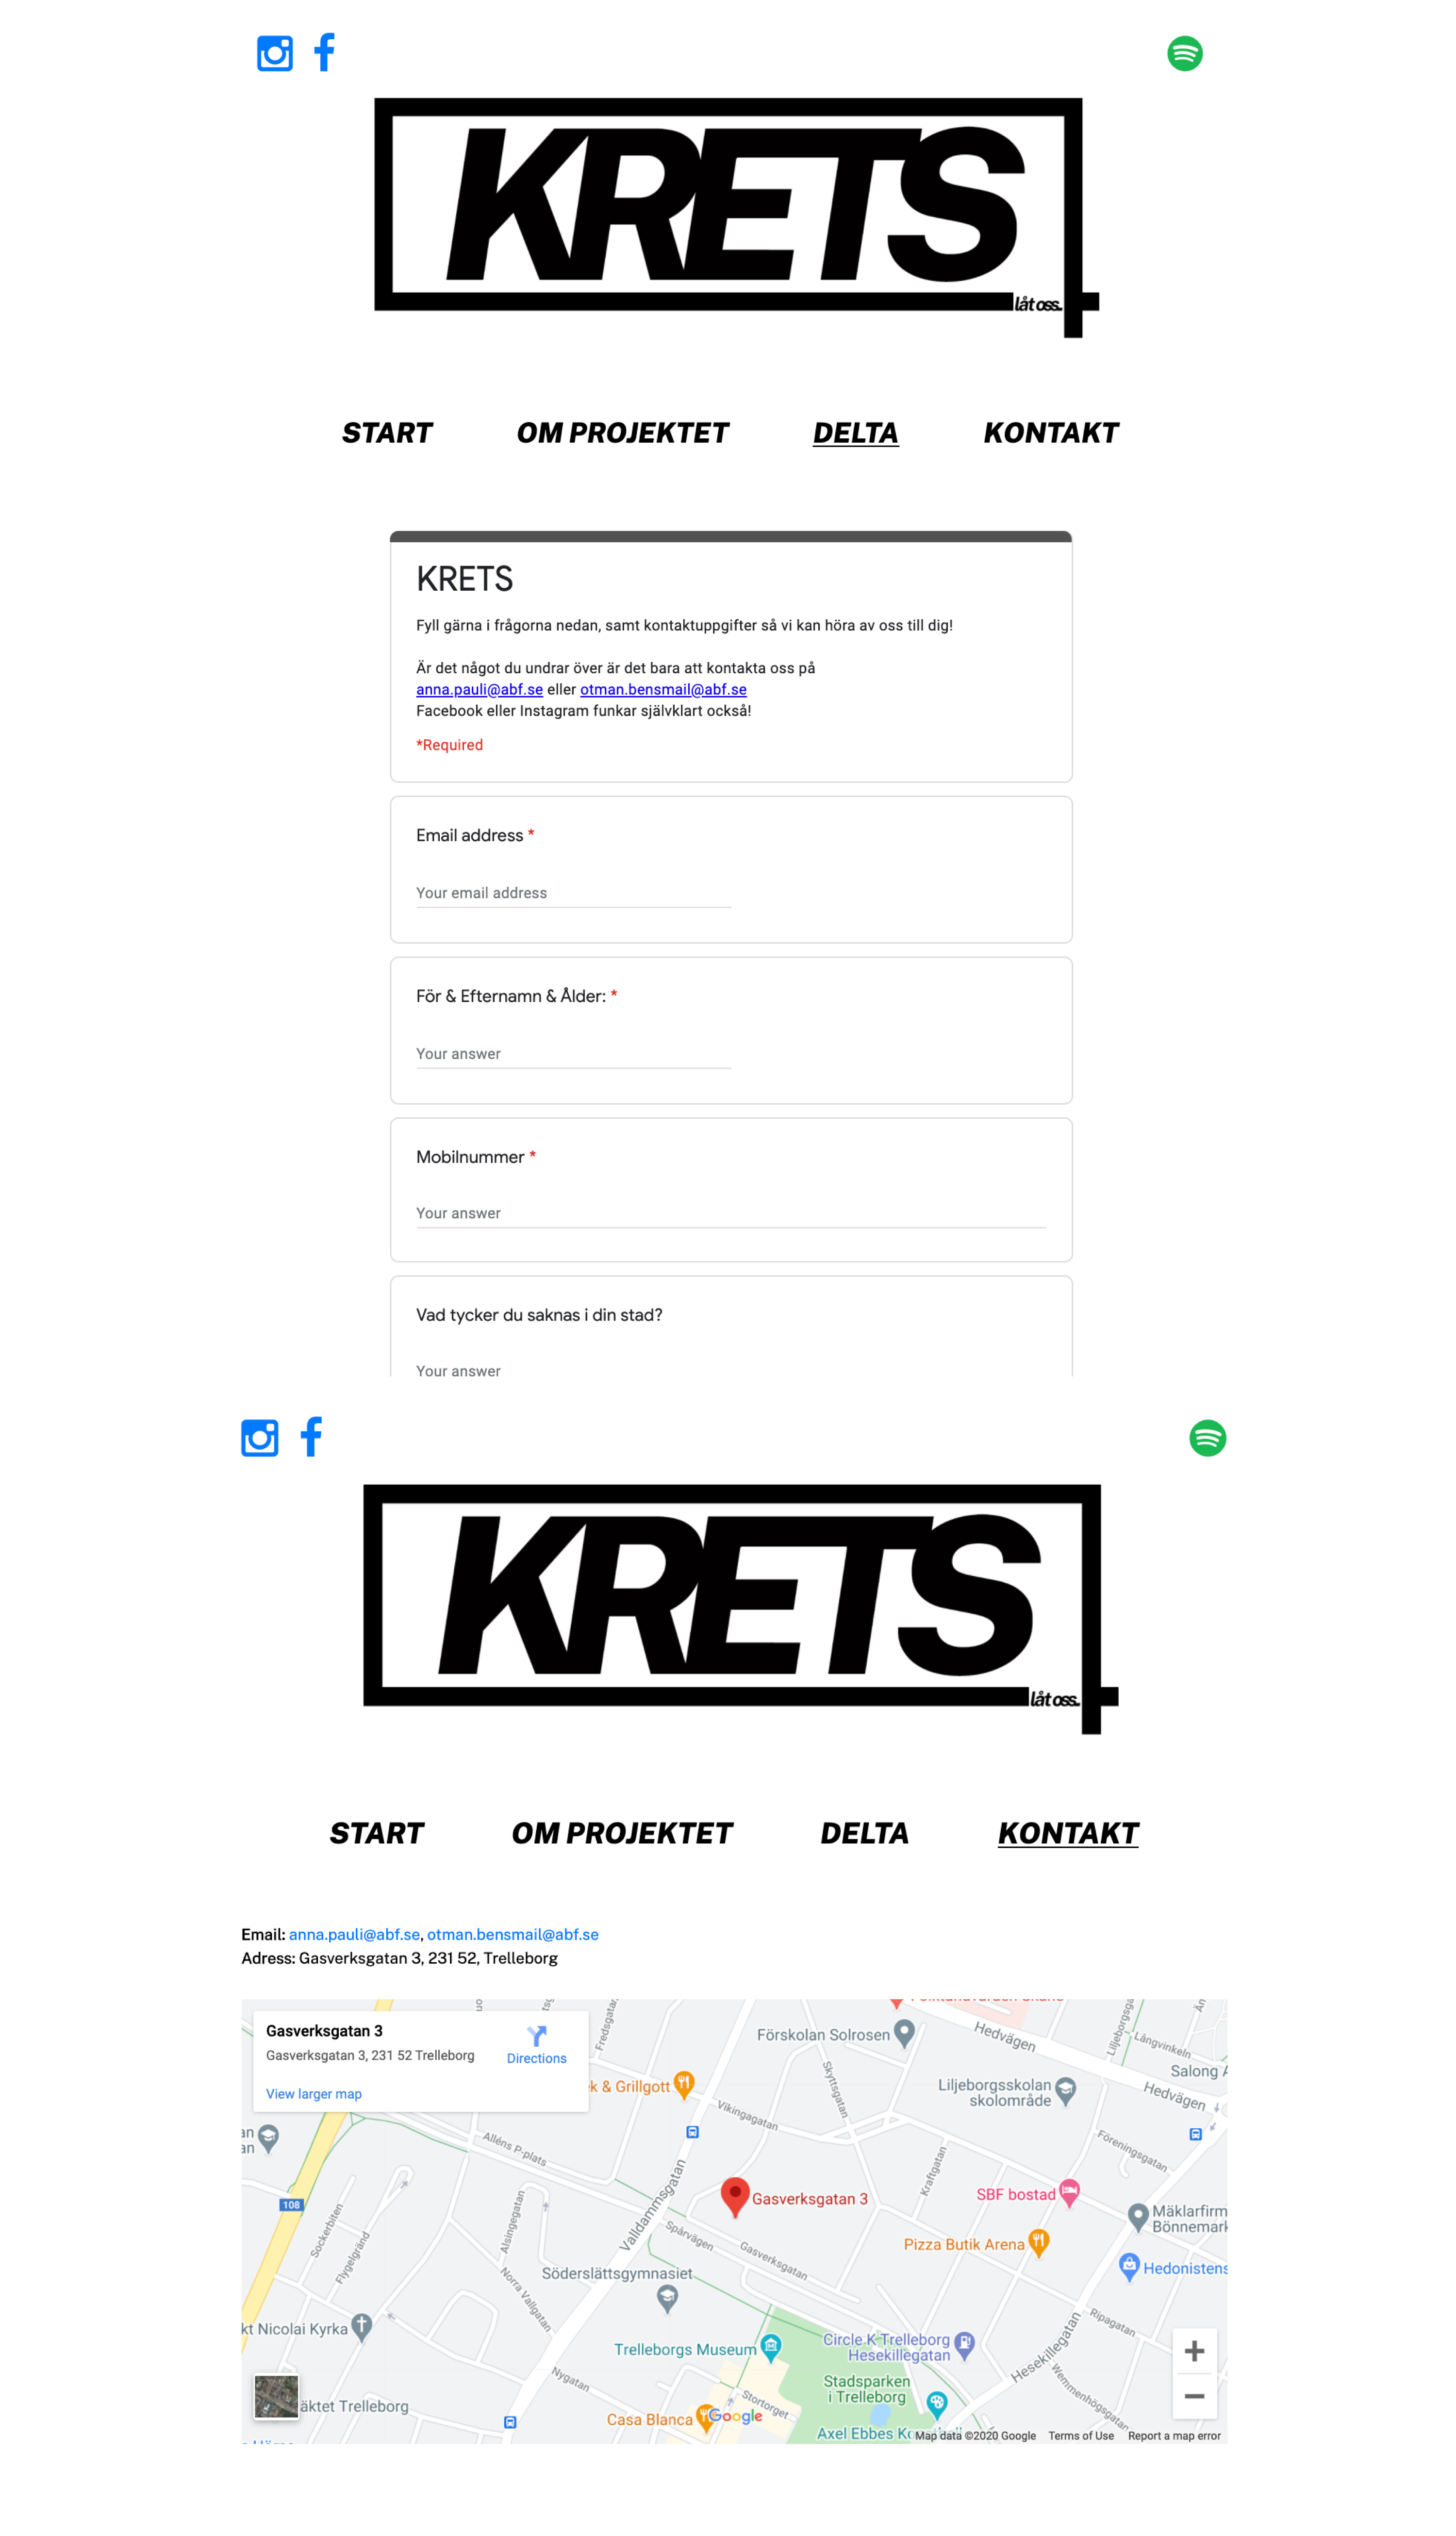 KRETS
låt oss..
START OM PROJEKTET DELTA KONTAKT
KRETS
Fyll gärna i frågorna nedan, samt kontaktuppgifter så vi kan höra av oss till dig!
Är det något du undrar över är det bara att kontakta oss på
anna.pauli@abf.se eller otman.bensmail@abf.se
Facebook eller Instagram funkar självklart också!
*Required
Email address *
Your email address
För & Efternamn & Ålder: *
Your answer
Mobilnummer *
Your answer
Vad tycker du saknas i din stad?
Your answer
KRETS
låt oss..
START OM PROJEKTET DELTA KONTAKT
Email: anna.pauli@abf.se, otman.bensmail@abf.se
Adress: Gasverksgatan 3, 231 52, Trelleborg
Gasverksgatan 3
Gasverksgatan 3, 231 52 Trelleborg
Directions
View larger map
Fredsgatan
Förskolan Solrosen
Hedvägen
Långvinkeln
Salong
& Grillgott
Skyttsgatan
Liljeborgsskolan
skolområde
Hedvägen
Vikingagatan
Alléns P-plats
Föreningsgatan
Kraftgatan
SBF bostad
Gasverksgatan 3
108
Sockerbiten
Flygelgränd
Alsingegatan
Valldammsgatan
Spårvägen
Gasverksgatan
Mäklarfirm
Bönnemark
Pizza Butik Arena
Hedonistens
Söderslättsgymnasiet
Norra Vallgatan
kt Nicolai Kyrka
Trelleborgs Museum
Circle K Trelleborg
Hesekillegatan
Hesekillegatan
Ripagatan
Wemmenhögsgatan
Stadsparken
i Trelleborg
Nygatan
Stortorget
äktet Trelleborg
Casa Blanca
Google
Axel Ebbes
Map data ©2020 Google Terms of Use Report a map error